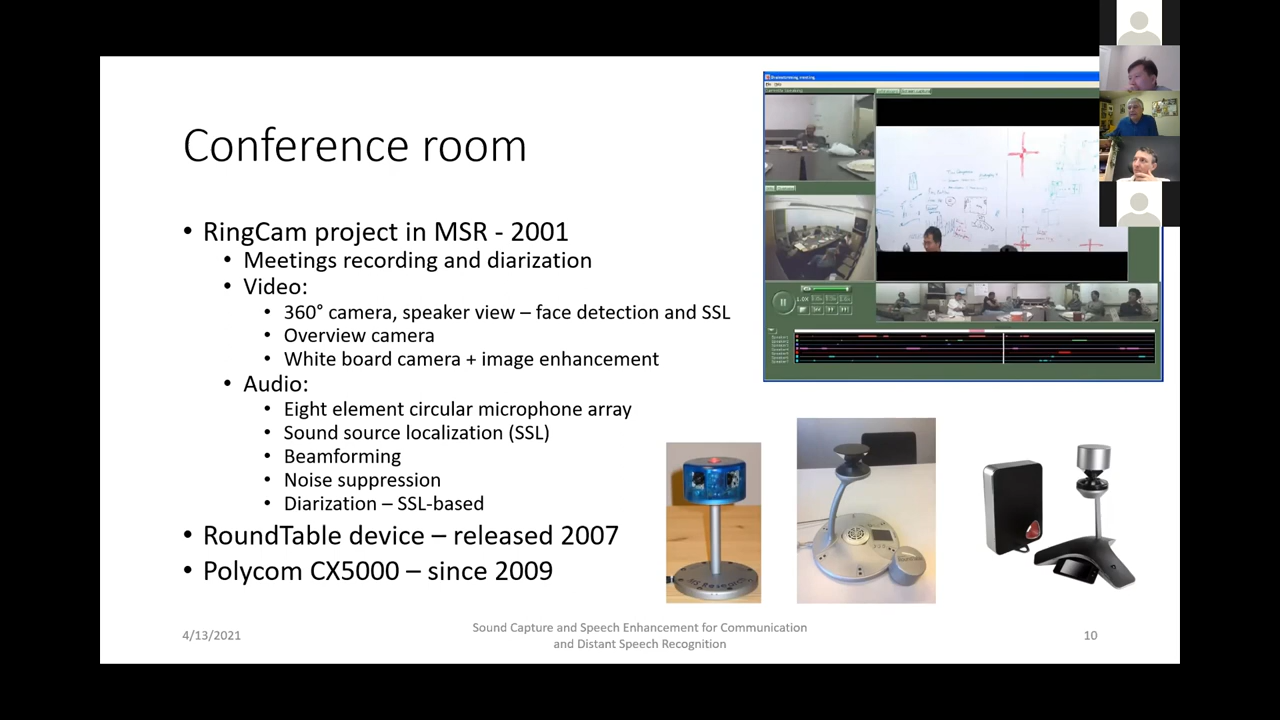 Conference room
• RingCam project in MSR - 2001
• Meetings recording and diarization
• Video:
• 360° camera, speaker view – face detection and SSL
• Overview camera
• White board camera + image enhancement
• Audio:
• Eight element circular microphone array
• Sound source localization (SSL)
• Beamforming
• Noise suppression
• Diarization – SSL-based
• RoundTable device – released 2007
• Polycom CX5000 – since 2009
4/13/2021
Sound Capture and Speech Enhancement for Communication
and Distant Speech Recognition
10